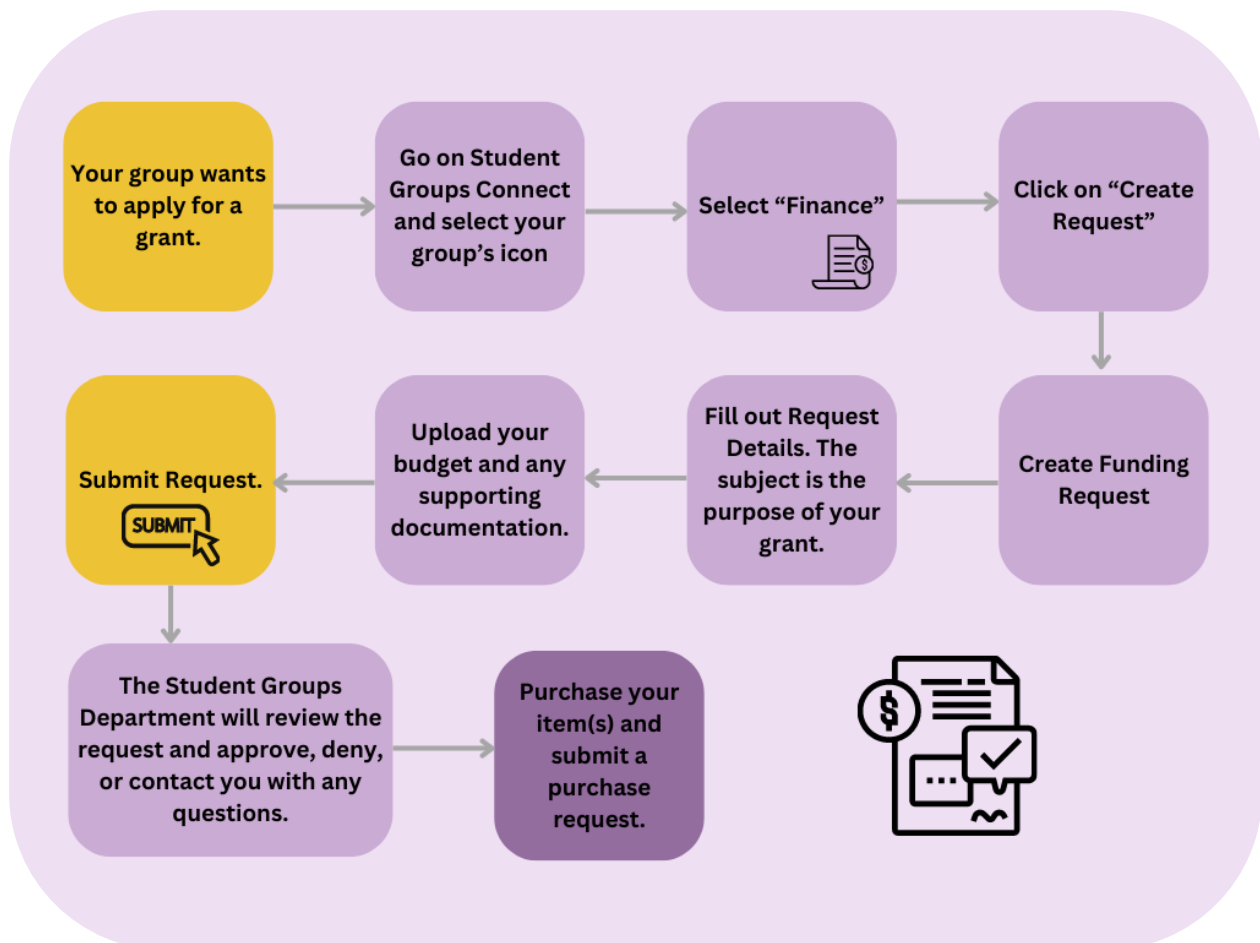 Your group wants
to apply for a
grant.
Go on Student
Groups Connect
and select your
group’s icon
Select “Finance”
$
Click on “Create
Request”
Create Funding
Request
Fill out Request
Details. The
subject is the
purpose of your
grant.
Upload your
budget and any
supporting
documentation.
Submit Request.
SUBMIT
The Student Groups
Department will review the
request and approve, deny,
or contact you with any
questions.
Purchase your
item(s) and
submit a
purchase
request.
$